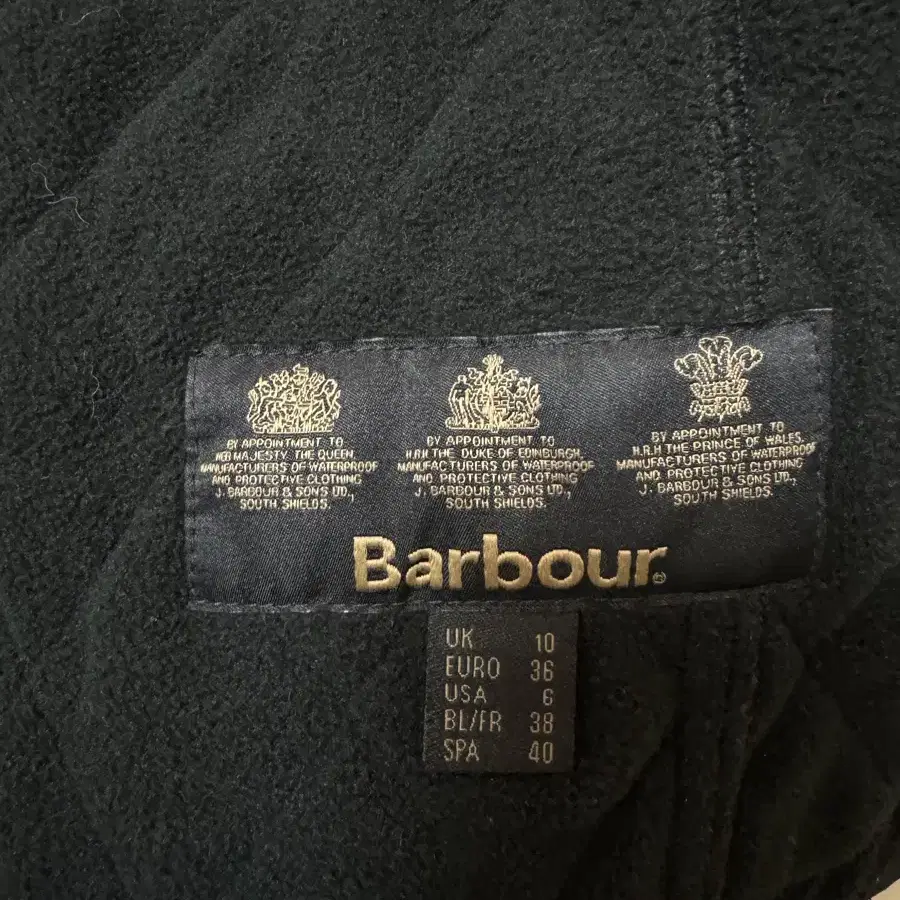 BY APPOINTMENT TO
HER MAJESTY THE QUEEN
MANUFACTURERS OF WATERPROOF
AND PROTECTIVE CLOTHING
J. BARBOUR & SONS LTD.,
SOUTH SHIELDS.
BY APPOINTMENT TO
H.R.H THE DUKE OF EDINBURGH,
MANUFACTURERS OF WATERPROOF
AND PROTECTIVE CLOTHING
J. BARBOUR & SONS LTD.,
SOUTH SHIELDS.
BY APPOINTMENT TO
H.R.H THE PRINCE OF WALES,
MANUFACTURERS OF WATERPROOF
AND PROTECTIVE CLOTHING
J. BARBOUR & SONS LTD.,
SOUTH SHIELDS.
Barbour®
UK 10
EURO 36
USA 6
BL/FR 38
SPA 40